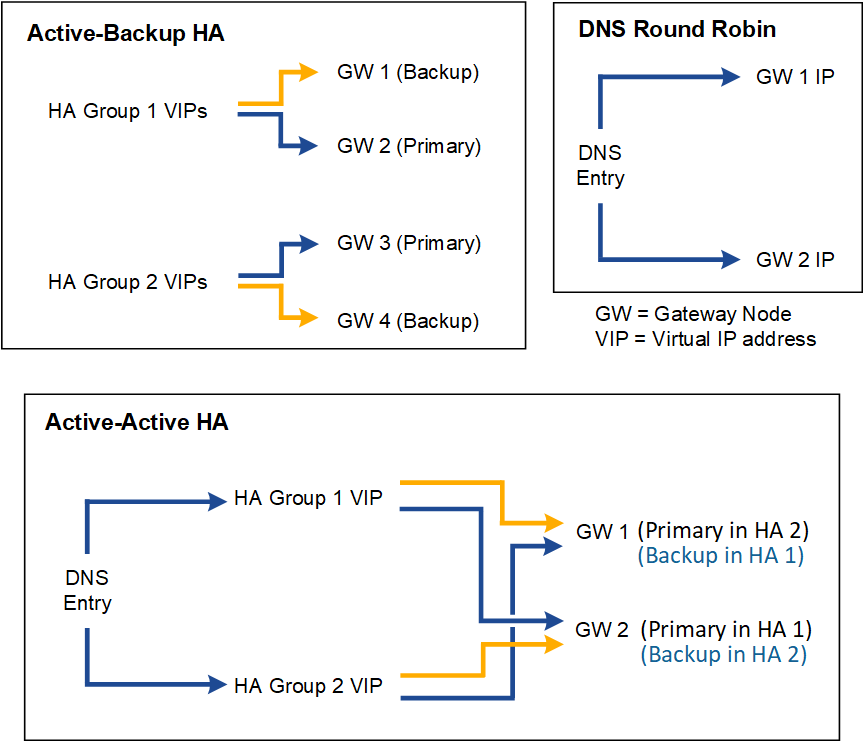 Active-Backup HA
HA Group 1 VIPs
GW 1 (Backup)
GW 2 (Primary)
HA Group 2 VIPs
GW 3 (Primary)
GW 4 (Backup)
DNS Round Robin
DNS
Entry
GW 1 IP
GW 2 IP
GW = Gateway Node
VIP = Virtual IP address
Active-Active HA
DNS
Entry
HA Group 1 VIP
HA Group 2 VIP
GW 1 (Primary in HA 2)
(Backup in HA 1)
GW 2 (Primary in HA 1)
(Backup in HA 2)